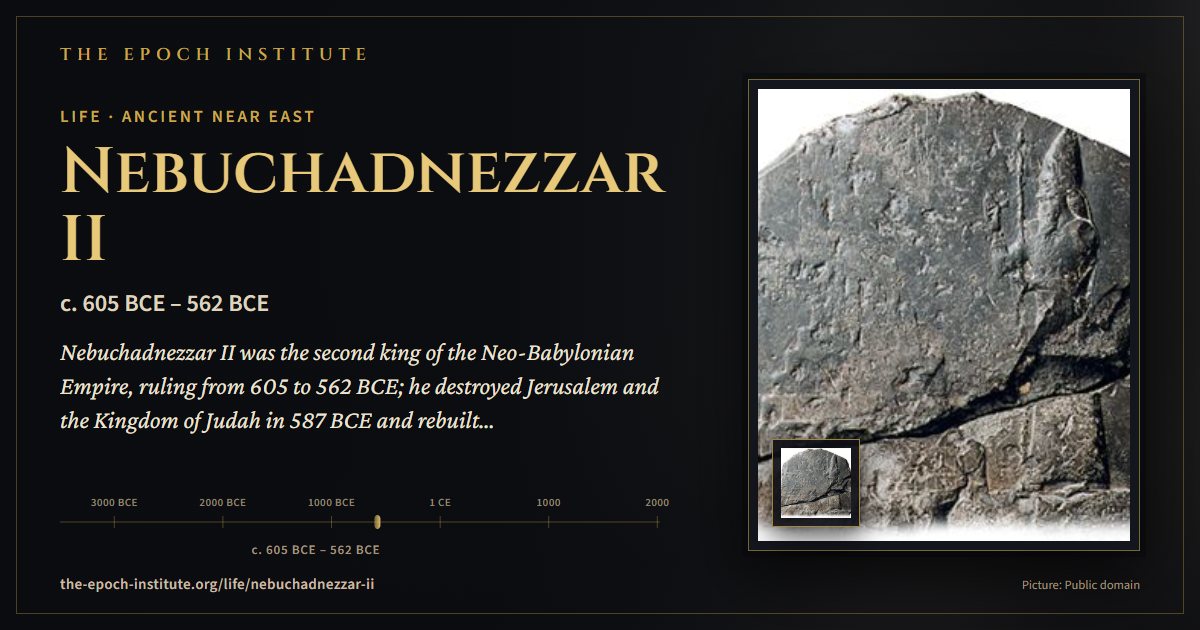 THE EPOCH INSTITUTE
LIFE · ANCIENT NEAR EAST
NEBUCHADNEZZAR
II
c. 605 BCE – 562 BCE
Nebuchadnezzar II was the second king of the Neo-Babylonian
Empire, ruling from 605 to 562 BCE; he destroyed Jerusalem and
the Kingdom of Judah in 587 BCE and rebuilt...
3000 BCE 2000 BCE 1000 BCE 1 CE 1000 2000
c. 605 BCE – 562 BCE
the-epoch-institute.org/life/nebuchadnezzar-ii
Picture: Public domain